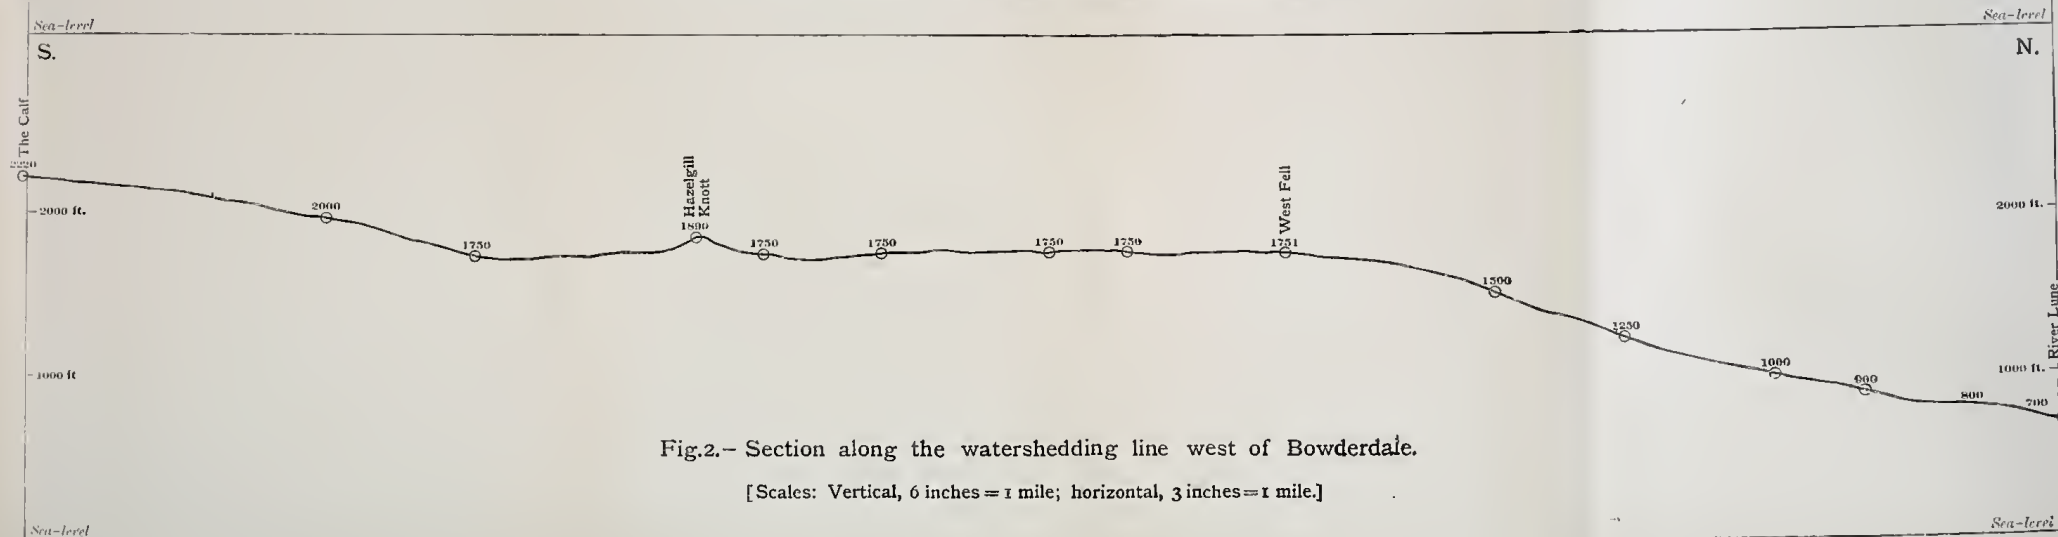 Sea-level
Sea-level
S.
N.
The Calf
2000 ft.
1000 ft
2000
1750
Hazelgill
Knott
1890
1750
1750
1750
1750
West Fell
1751
1500
1250
1000
900
800
700
2000 ft.
1000 ft.
River Lune
Fig.2.– Section along the watershedding line west of Bowderdale.
[Scales: Vertical, 6 inches = 1 mile; horizontal, 3 inches=1 mile.]
Sea-level
Sea-level